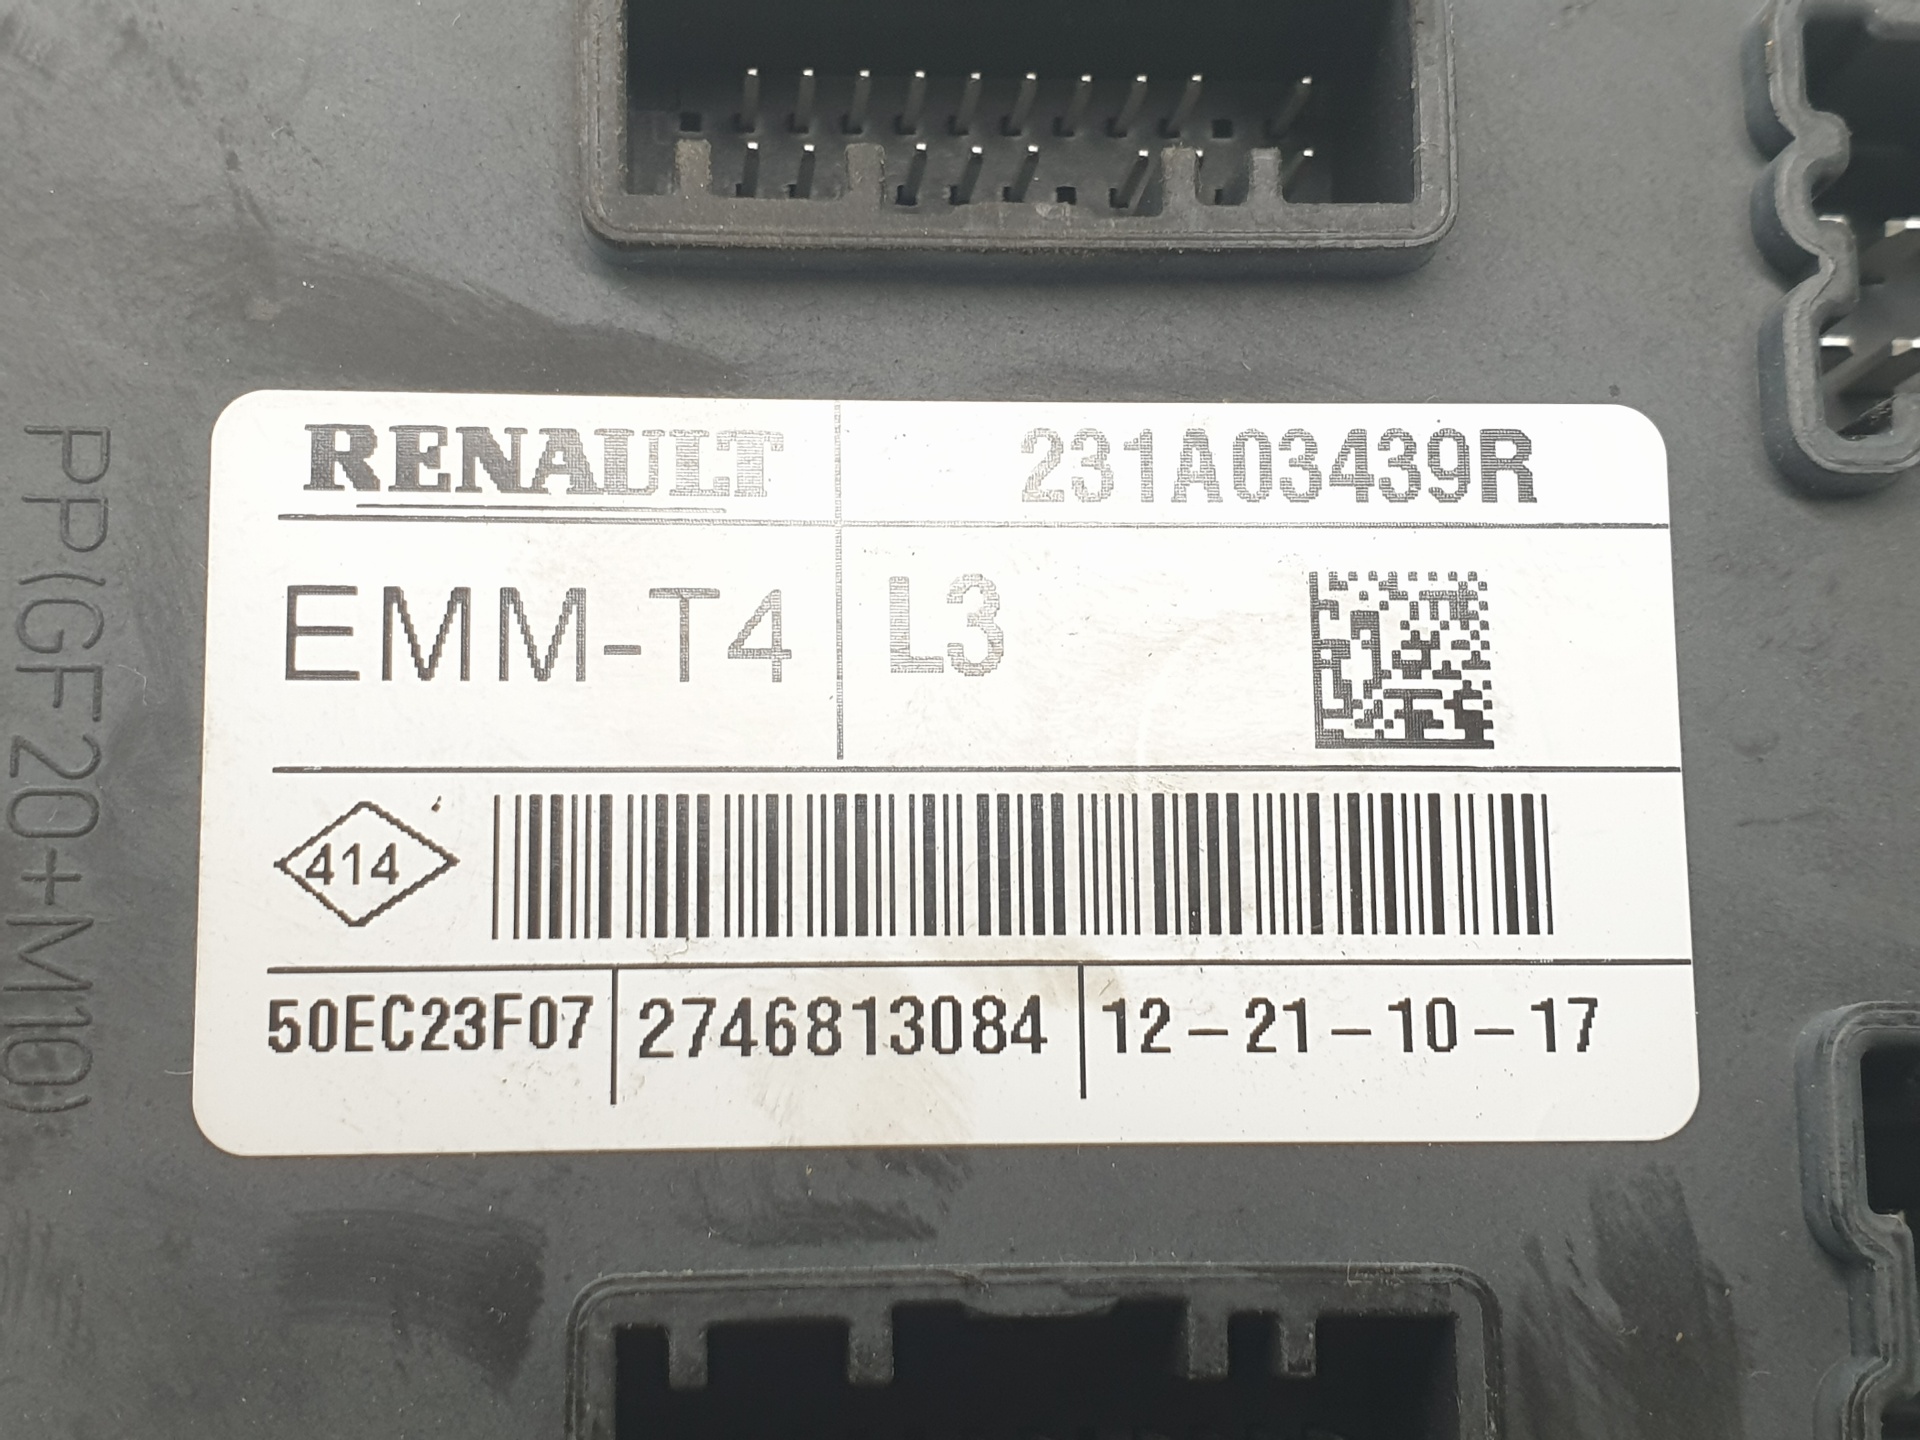 RENAULT 231A03439R
EMM-T4 L3
414
50EC23F07 2746813084 12-21-10-17
PP(GF20+M10)